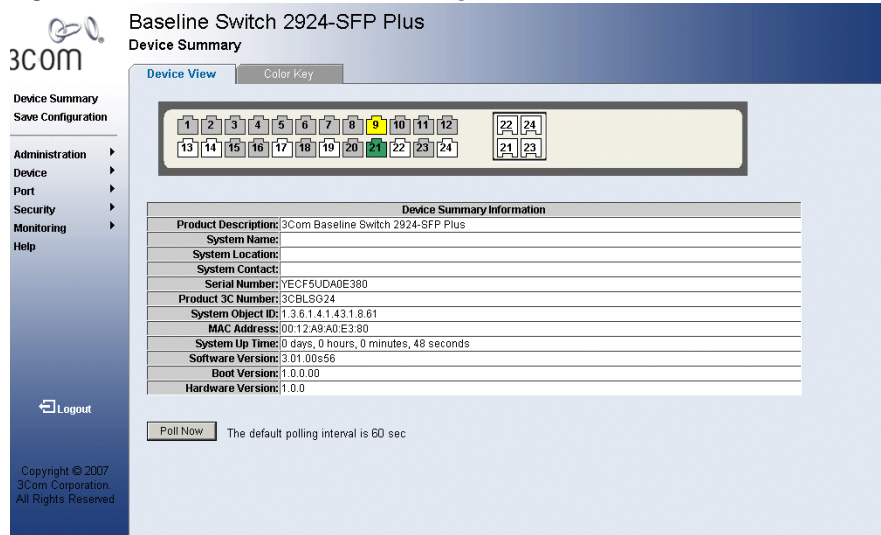 3COM
Baseline Switch 2924-SFP Plus
Device Summary
Device View Color Key
Device Summary
Save Configuration
Administration
Device
Port
Security
Monitoring
Help
Logout
Copyright © 2007
3Com Corporation.
All Rights Reserved
1 2 3 4 5 6 7 8 9 10 11 12 22 24
13 14 15 16 17 18 19 20 21 22 23 24 21 23
Device Summary Information
Product Description: 3Com Baseline Switch 2924-SFP Plus
System Name:
System Location:
System Contact:
Serial Number: YECF5UDA0E380
Product 3C Number: 3CBLSG24
System Object ID: 1.3.6.1.4.1.43.1.8.61
MAC Address: 00:12:A9:A0:E3:80
System Up Time: 0 days, 0 hours, 0 minutes, 48 seconds
Software Version: 3.01.00s56
Boot Version: 1.0.0.00
Hardware Version: 1.0.0
Poll Now The default polling interval is 60 sec